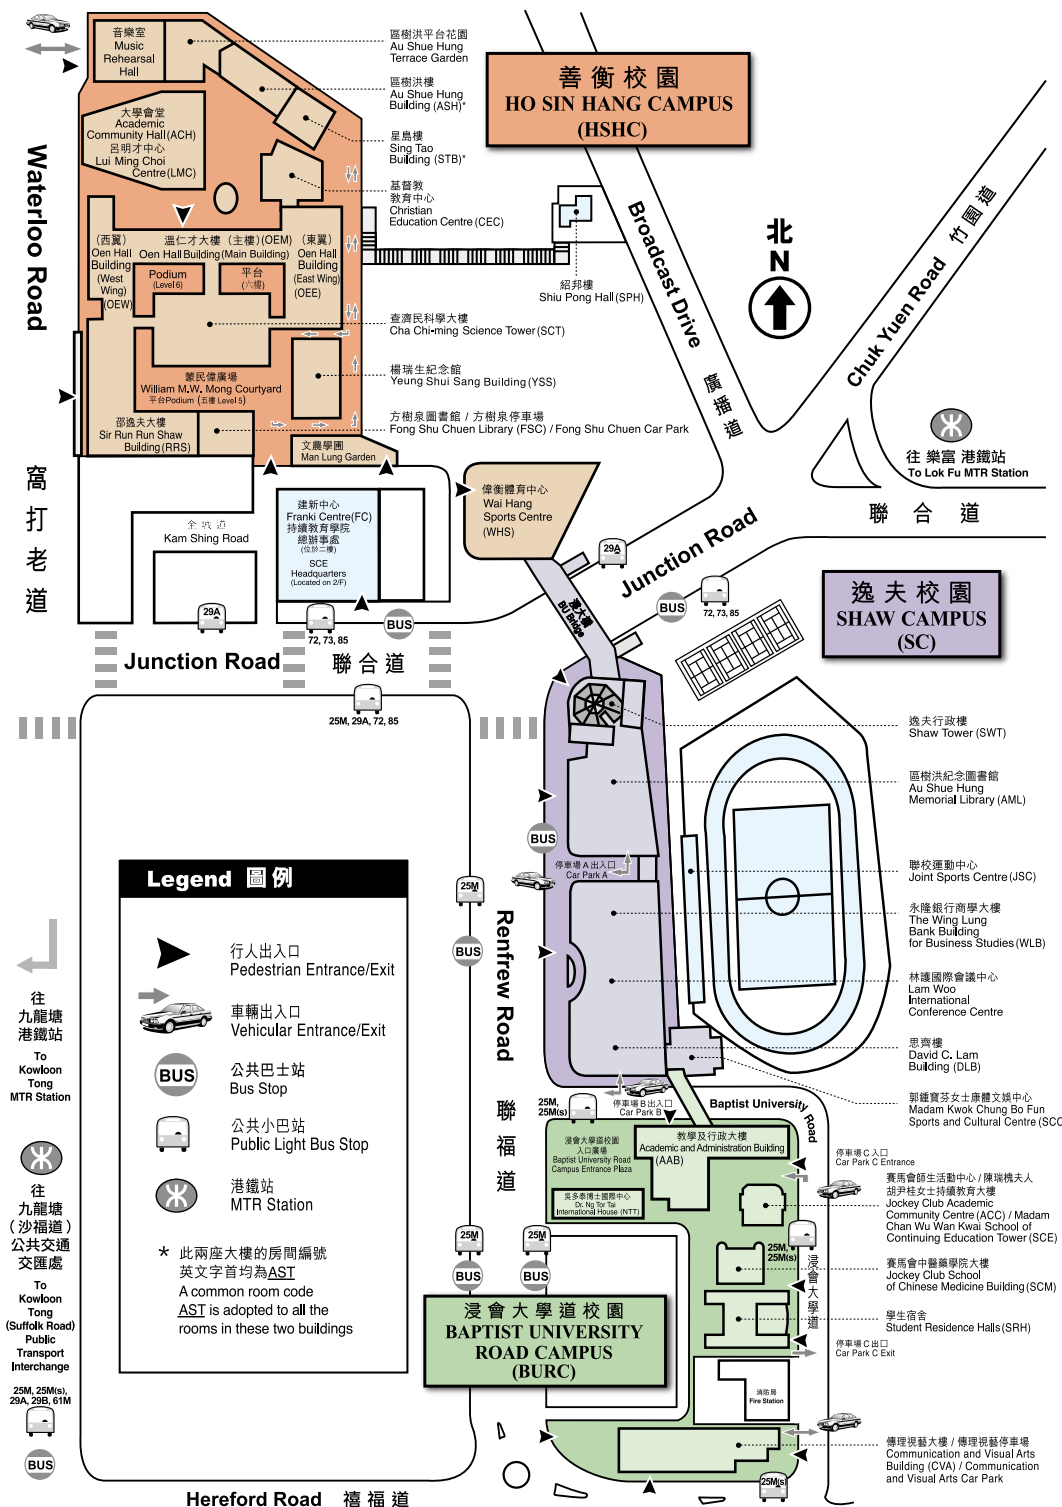 音樂室
Music
Rehearsal
Hall
區樹洪平台花園
Au Shue Hung
Terrace Garden
區樹洪樓
Au Shue Hung
Building (ASH)*
大學會堂
Academic
Community Hall (ACH)
呂明才中心
Lui Ming Choi
Centre (LMC)
星島樓
Sing Tao
Building (STB)*
基督教
教育中心
Christian
Education Centre (CEC)
善衡校園
HO SIN HANG CAMPUS
(HSHC)
Waterloo Road
窩打老道
(西翼)
Oen Hall
Building
(West
Wing)
(OEW)
溫仁才大樓 (主樓) (OEM)
Oen Hall Building (Main Building)
(東翼)
Oen Hall
Building
(East Wing)
(OEE)
Podium
(Level 6)
平台
(六樓)
紹邦樓
Shiu Pong Hall (SPH)
Broadcast Drive 廣播道
北
N
Chuk Yuen Road 竹園道
查濟民科學大樓
Cha Chi-ming Science Tower (SCT)
楊瑞生紀念館
Yeung Shui Sang Building (YSS)
蒙民偉廣場
William M.W. Mong Courtyard
平台 Podium (五樓 Level 5)
方樹泉圖書館 / 方樹泉停車場
Fong Shu Chuen Library (FSC) / Fong Shu Chuen Car Park
邵逸夫大樓
Sir Run Run Shaw
Building (RRS)
文農學圃
Man Lung Garden
往 樂富 港鐵站
To Lok Fu MTR Station
聯合道
金城道
Kam Shing Road
建新中心
Franki Centre (FC)
持續教育學院
總辦事處
(位於二樓)
SCE
Headquarters
(Located on 2/F)
偉衡體育中心
Wai Hang
Sports Centre
(WHS)
29A
Junction Road
浸大橋
BU Bridge
BUS
72, 73, 85
29A
72, 73, 85
BUS
Junction Road 聯合道
25M, 29A, 72, 85
逸夫校園
SHAW CAMPUS
(SC)
逸夫行政樓
Shaw Tower (SWT)
區樹洪紀念圖書館
Au Shue Hung
Memorial Library (AML)
聯校運動中心
Joint Sports Centre (JSC)
永隆銀行商學大樓
The Wing Lung
Bank Building
for Business Studies (WLB)
林護國際會議中心
Lam Woo
International
Conference Centre
思齊樓
David C. Lam
Building (DLB)
郭鍾寶芬女士康體文娛中心
Madam Kwok Chung Bo Fun
Sports and Cultural Centre (SCC)
BUS
停車場 A 出入口
Car Park A
25M
BUS
Renfrew Road
聯福道
Legend 圖例
行人出入口
Pedestrian Entrance/Exit
車輛出入口
Vehicular Entrance/Exit
BUS
公共巴士站
Bus Stop
公共小巴站
Public Light Bus Stop
港鐵站
MTR Station
* 此兩座大樓的房間編號
英文字首均為AST
A common room code
AST is adopted to all the
rooms in these two buildings
往
九龍塘
港鐵站
To
Kowloon
Tong
MTR Station
往
九龍塘
(沙福道)
公共交通
交匯處
To
Kowloon
Tong
(Suffolk Road)
Public
Transport
Interchange
25M, 25M(s),
29A, 29B, 61M
BUS
25M,
25M(s)
停車場 B 出入口
Car Park B
Baptist University Road
浸會大學道
浸會大學道校園
入口廣場
Baptist University Road
Campus Entrance Plaza
教學及行政大樓
Academic and Administration Building
(AAB)
吳多泰博士國際中心
Dr. Ng Tor Tai
International House (NTT)
停車場 C 入口
Car Park C Entrance
賽馬會師生活動中心 / 陳瑞槐夫人
胡尹桂女士持續教育大樓
Jockey Club Academic
Community Centre (ACC) / Madam
Chan Wu Wan Kwai School of
Continuing Education Tower (SCE)
25M
BUS
25M
BUS
25M,
25M(s)
賽馬會中醫藥學院大樓
Jockey Club School
of Chinese Medicine Building (SCM)
學生宿舍
Student Residence Halls (SRH)
停車場 C 出口
Car Park C Exit
浸會大學道校園
BAPTIST UNIVERSITY
ROAD CAMPUS
(BURC)
消防局
Fire Station
傳理視藝大樓 / 傳理視藝停車場
Communication and Visual Arts
Building (CVA) / Communication
and Visual Arts Car Park
25M(s)
Hereford Road 禧福道